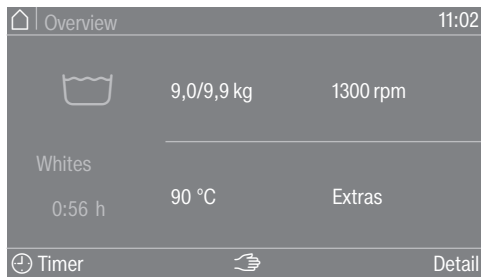 Overview 11:02
9,0/9,9 kg 1300 rpm
Whites
0:56 h
90 °C Extras
Timer Detail